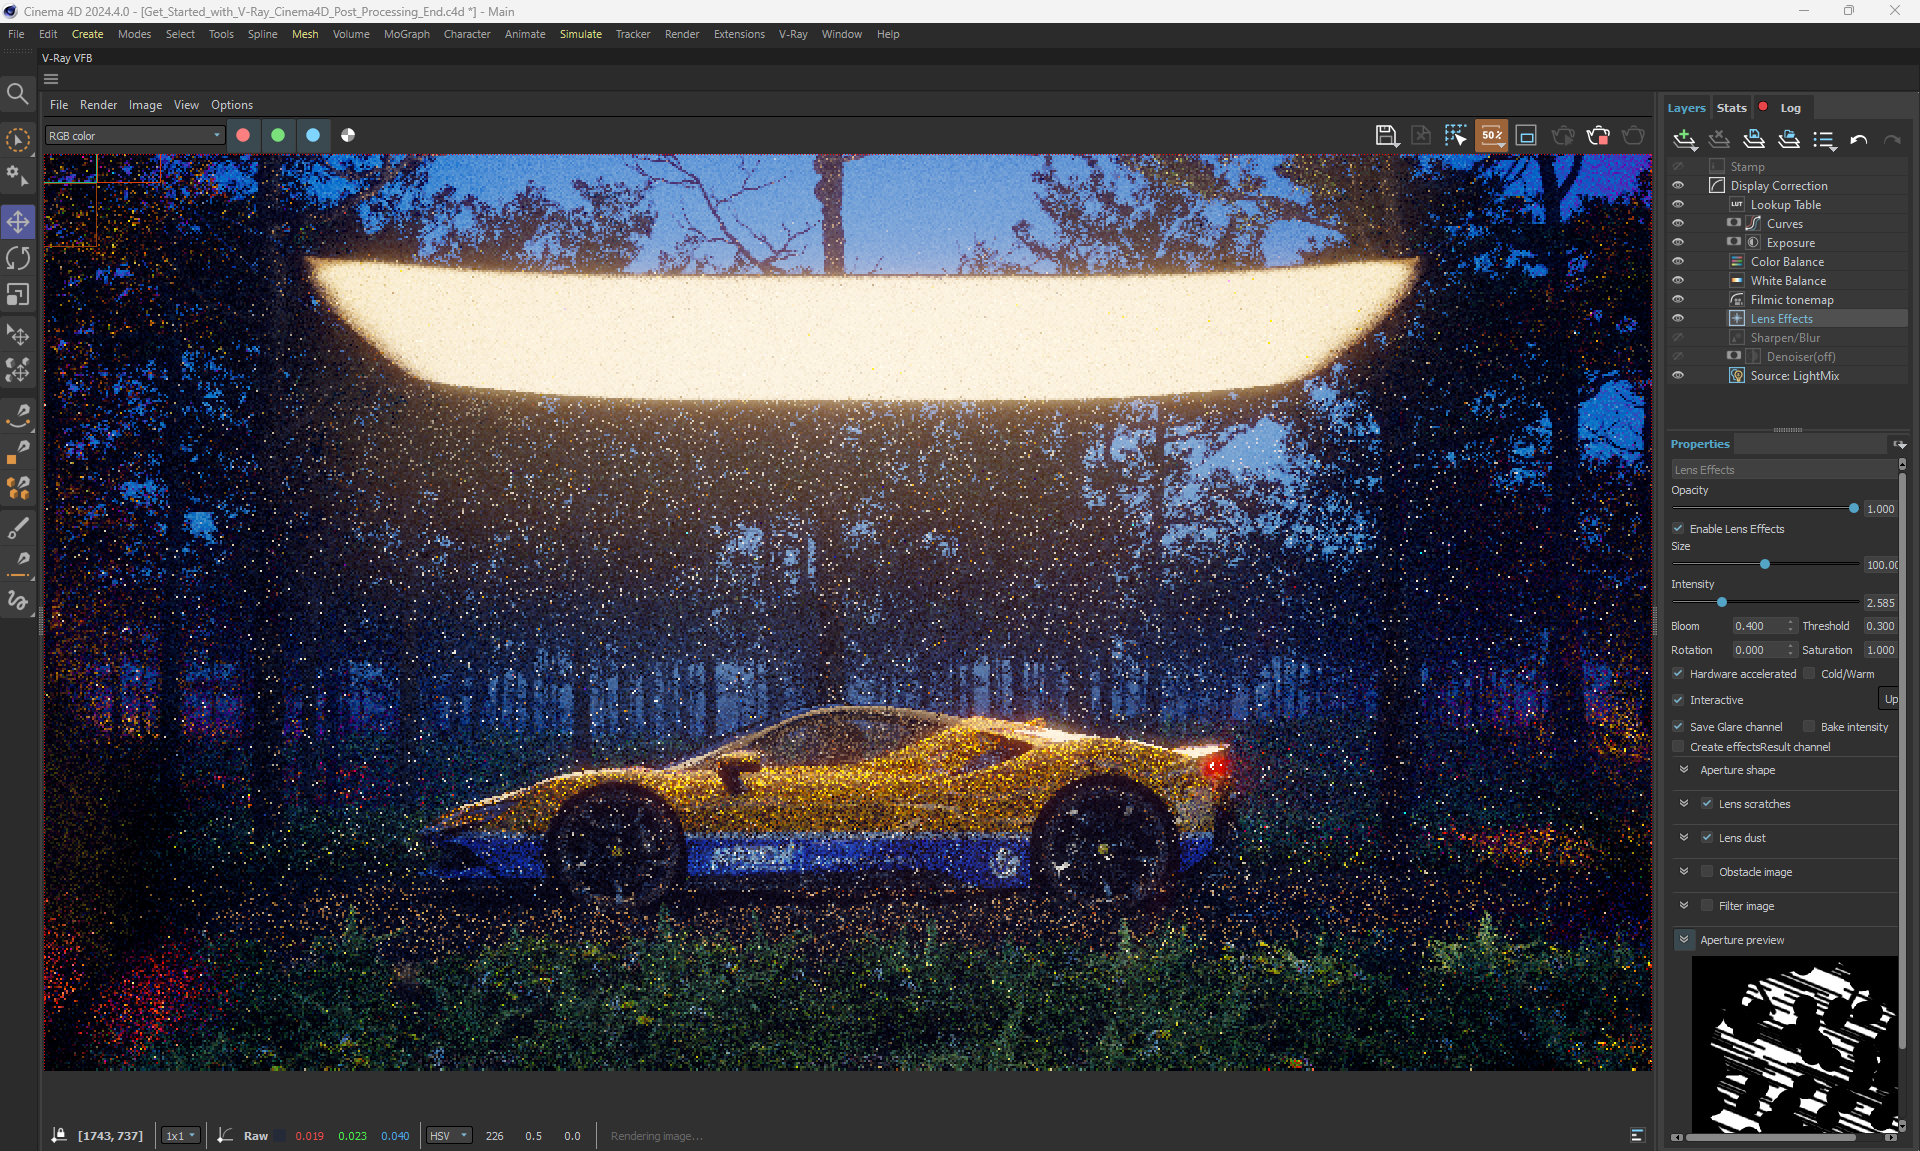 Cinema 4D 2024.4.0 - [Get_Started_with_V-Ray_Cinema4D_Post_Processing_End.c4d *] - Main
File Edit Create Modes Select Tools Spline Mesh Volume MoGraph Character Animate Simulate Tracker Render Extensions V-Ray Window Help
V-Ray VFB
File Render Image View Options
RGB color
50%
Layers Stats Log
Stamp
Display Correction
LUT Lookup Table
Curves
Exposure
Color Balance
White Balance
Filmic tonemap
Lens Effects
Sharpen/Blur
Denoiser(off)
Source: LightMix
Properties
Lens Effects
Opacity
1.000
Enable Lens Effects
Size
100.00
Intensity
2.585
Bloom 0.400 Threshold 0.300
Rotation 0.000 Saturation 1.000
Hardware accelerated Cold/Warm
Interactive Up
Save Glare channel Bake intensity
Create effectsResult channel
Aperture shape
Lens scratches
Lens dust
Obstacle image
Filter image
Aperture preview
[1743, 737] 1x1 Raw 0.019 0.023 0.040 HSV 226 0.5 0.0 Rendering image...